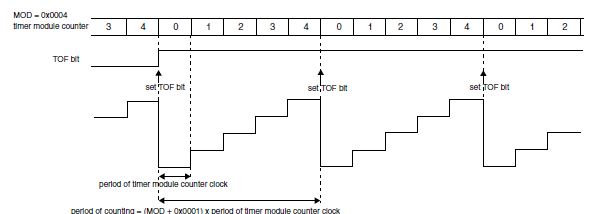 MOD = 0x0004
timer module counter 3 4 0 1 2 3 4 0 1 2 3 4 0 1 2
TOF bit
set TOF bit set TOF bit set TOF bit
period of timer module counter clock
period of counting = (MOD + 0x0001) x period of timer module counter clock